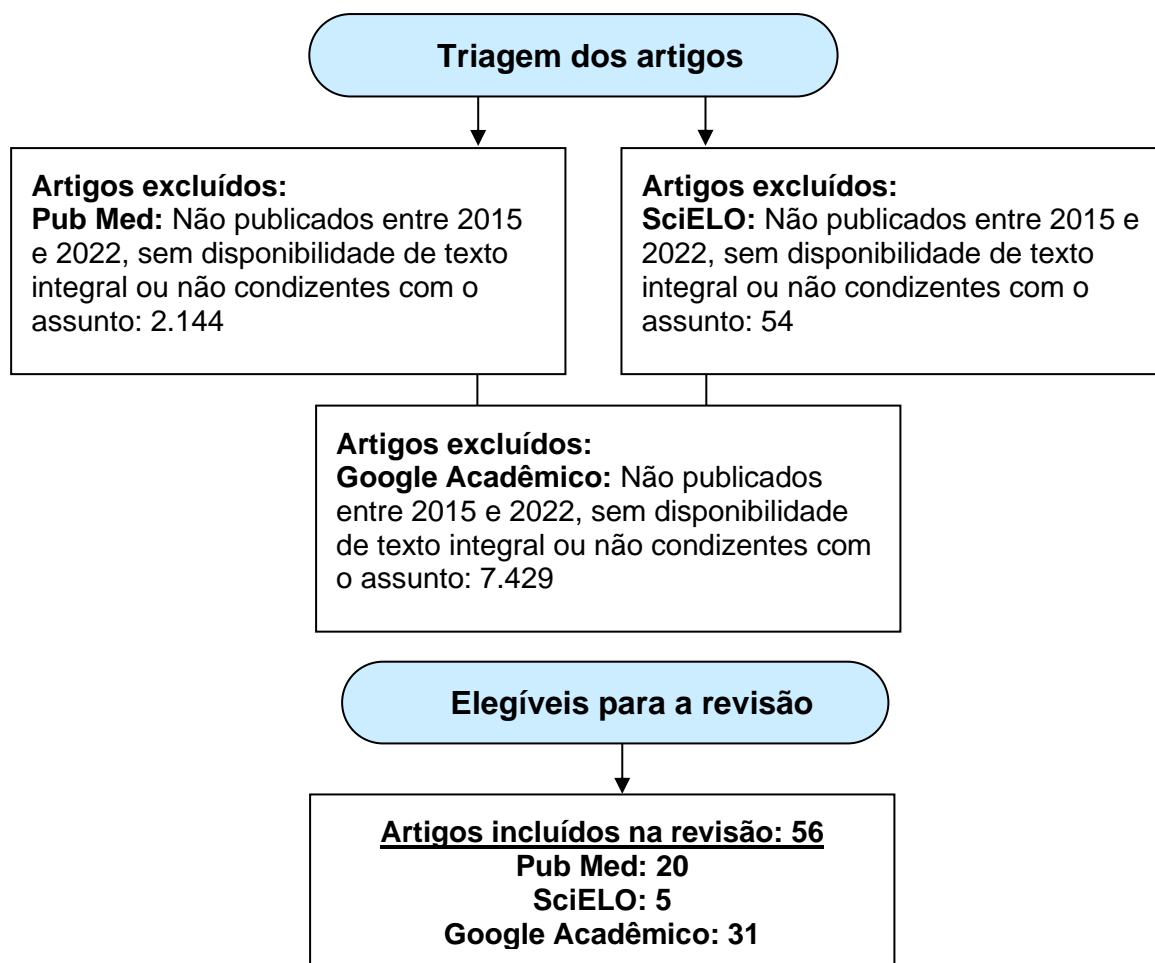 Triagem dos artigos
Artigos excluídos:
Pub Med: Não publicados entre 2015
e 2022, sem disponibilidade de texto
integral ou não condizentes com o
assunto: 2.144
Artigos excluídos:
SciELO: Não publicados entre 2015 e
2022, sem disponibilidade de texto
integral ou não condizentes com o
assunto: 54
Artigos excluídos:
Google Acadêmico: Não publicados
entre 2015 e 2022, sem disponibilidade
de texto integral ou não condizentes com
o assunto: 7.429
Elegíveis para a revisão
Artigos incluídos na revisão: 56
Pub Med: 20
SciELO: 5
Google Acadêmico: 31